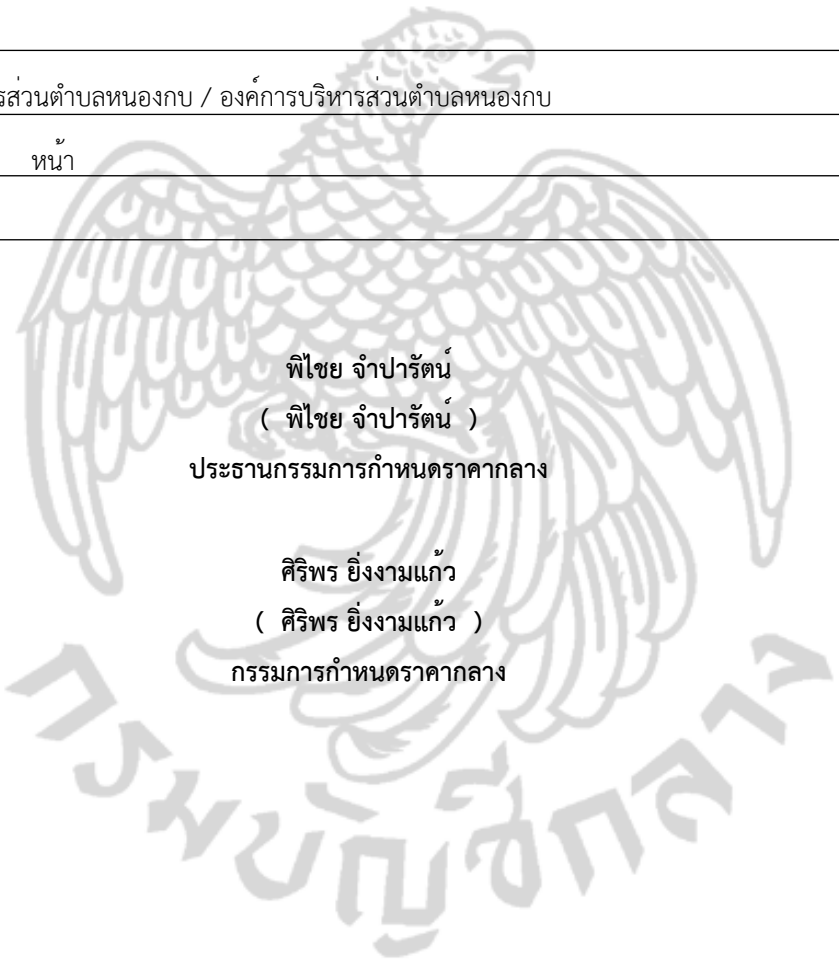 รส่วนตำบลหนองกบ / องค์การบริหารส่วนตำบลหนองกบ
หน้า
พิไชย จำปารัตน์
( พิไชย จำปารัตน์ )
ประธานกรรมการกำหนดราคากลาง
ศิริพร ยิ่งงามแก้ว
( ศิริพร ยิ่งงามแก้ว )
กรรมการกำหนดราคากลาง
กรมบัญชีกลาง